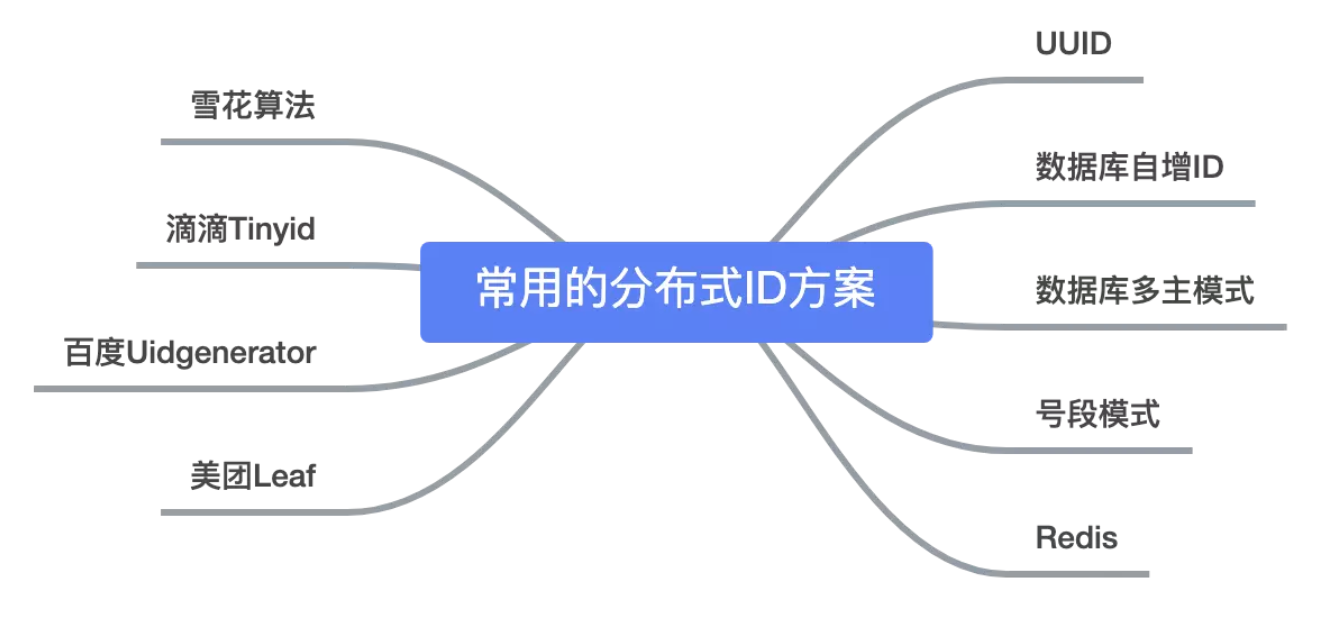 常用的分布式ID方案
UUID
数据库自增ID
数据库多主模式
号段模式
Redis
雪花算法
滴滴Tinyid
百度Uidgenerator
美团Leaf